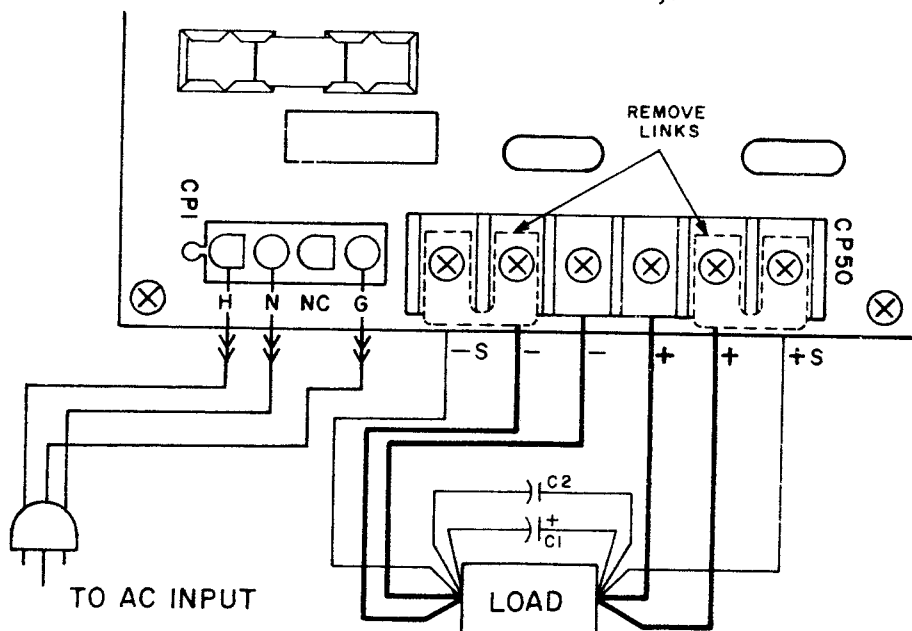 REMOVE
LINKS
CP1
CP50
H N NC G
-S - - + + +S
C2
+
C1
TO AC INPUT
LOAD